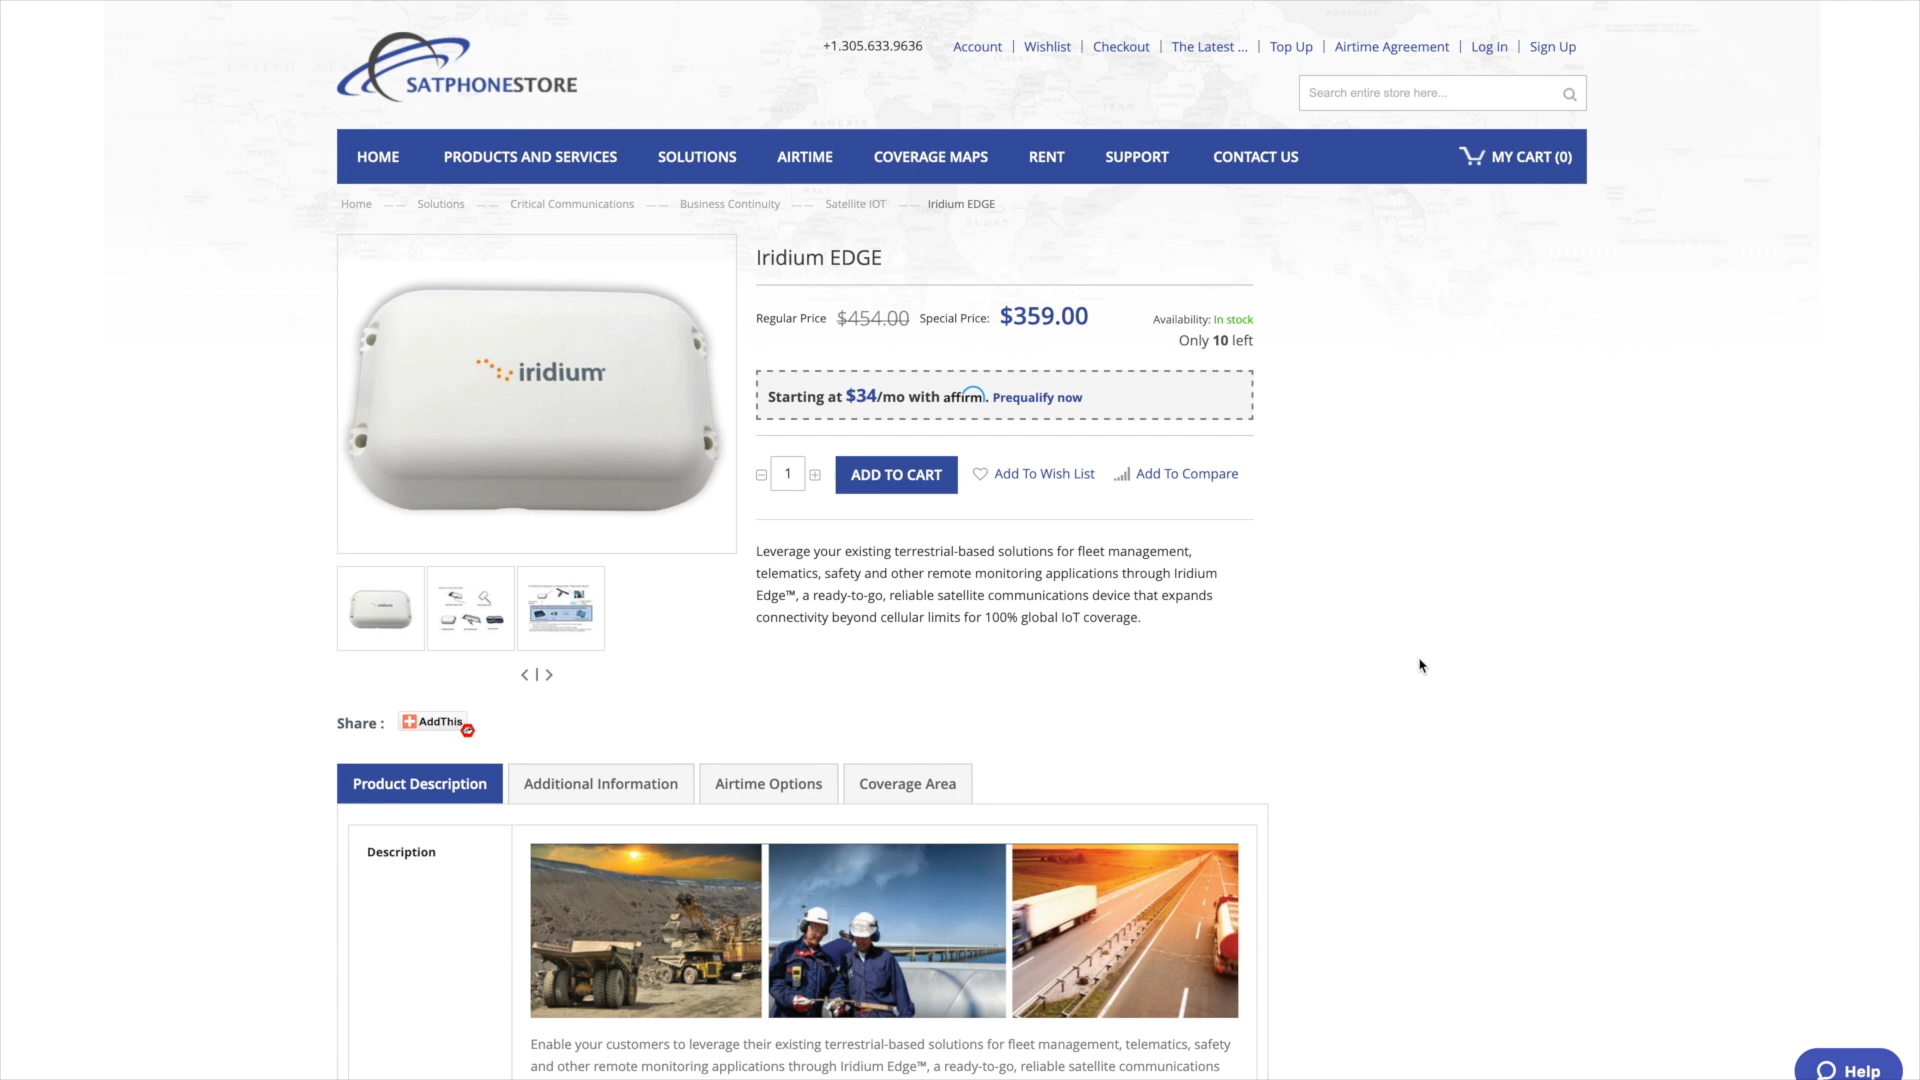 +1.305.633.9636
Account | Wishlist | Checkout | The Latest ... | Top Up | Airtime Agreement | Log In | Sign Up
SATPHONESTORE
Search entire store here...
HOME PRODUCTS AND SERVICES SOLUTIONS AIRTIME COVERAGE MAPS RENT SUPPORT CONTACT US MY CART (0)
Home Solutions Critical Communications Business Continuity Satellite IOT Iridium EDGE
iridium
Iridium EDGE
Regular Price $454.00 Special Price: $359.00
Availability: In stock
Only 10 left
Starting at $34/mo with affirm. Prequalify now
1 ADD TO CART Add To Wish List Add To Compare
Leverage your existing terrestrial-based solutions for fleet management,
telematics, safety and other remote monitoring applications through Iridium
Edge™, a ready-to-go, reliable satellite communications device that expands
connectivity beyond cellular limits for 100% global IoT coverage.
Share :
AddThis
Product Description Additional Information Airtime Options Coverage Area
Description
Enable your customers to leverage their existing terrestrial-based solutions for fleet management, telematics, safety
and other remote monitoring applications through Iridium Edge™, a ready-to-go, reliable satellite communications
Help